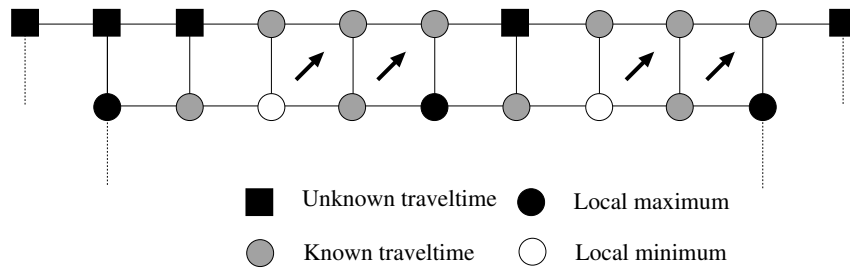 Unknown traveltime
Local maximum
Known traveltime
Local minimum